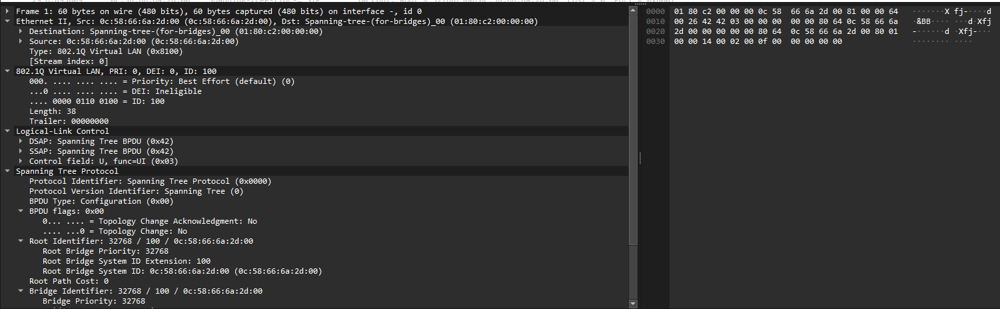 Frame 1: 60 bytes on wire (480 bits), 60 bytes captured (480 bits) on interface -, id 0
Ethernet II, Src: 0c:58:66:6a:2d:00 (0c:58:66:6a:2d:00), Dst: Spanning-tree-(for-bridges)_00 (01:80:c2:00:00:00)
Destination: Spanning-tree-(for-bridges)_00 (01:80:c2:00:00:00)
Source: 0c:58:66:6a:2d:00 (0c:58:66:6a:2d:00)
Type: 802.1Q Virtual LAN (0x8100)
[Stream index: 0]
802.1Q Virtual LAN, PRI: 0, DEI: 0, ID: 100
000. .... .... .... = Priority: Best Effort (default) (0)
...0 .... .... .... = DEI: Ineligible
.... 0000 0110 0100 = ID: 100
Length: 38
Trailer: 00000000
Logical-Link Control
DSAP: Spanning Tree BPDU (0x42)
SSAP: Spanning Tree BPDU (0x42)
Control field: U, func=UI (0x03)
Spanning Tree Protocol
Protocol Identifier: Spanning Tree Protocol (0x0000)
Protocol Version Identifier: Spanning Tree (0)
BPDU Type: Configuration (0x00)
BPDU flags: 0x00
0... .... = Topology Change Acknowledgment: No
.... ...0 = Topology Change: No
Root Identifier: 32768 / 100 / 0c:58:66:6a:2d:00
Root Bridge Priority: 32768
Root Bridge System ID Extension: 100
Root Bridge System ID: 0c:58:66:6a:2d:00 (0c:58:66:6a:2d:00)
Root Path Cost: 0
Bridge Identifier: 32768 / 100 / 0c:58:66:6a:2d:00
Bridge Priority: 32768
0000 01 80 c2 00 00 00 0c 58 66 6a 2d 00 81 00 00 64 ·······X fj-····d
0010 00 26 42 42 03 00 00 00 00 00 80 64 0c 58 66 6a ·&BB···· ···d·Xfj
0020 2d 00 00 00 00 00 80 64 0c 58 66 6a 2d 00 80 01 -······d ·Xfj-···
0030 00 00 14 00 02 00 0f 00 00 00 00 00 ········ ····